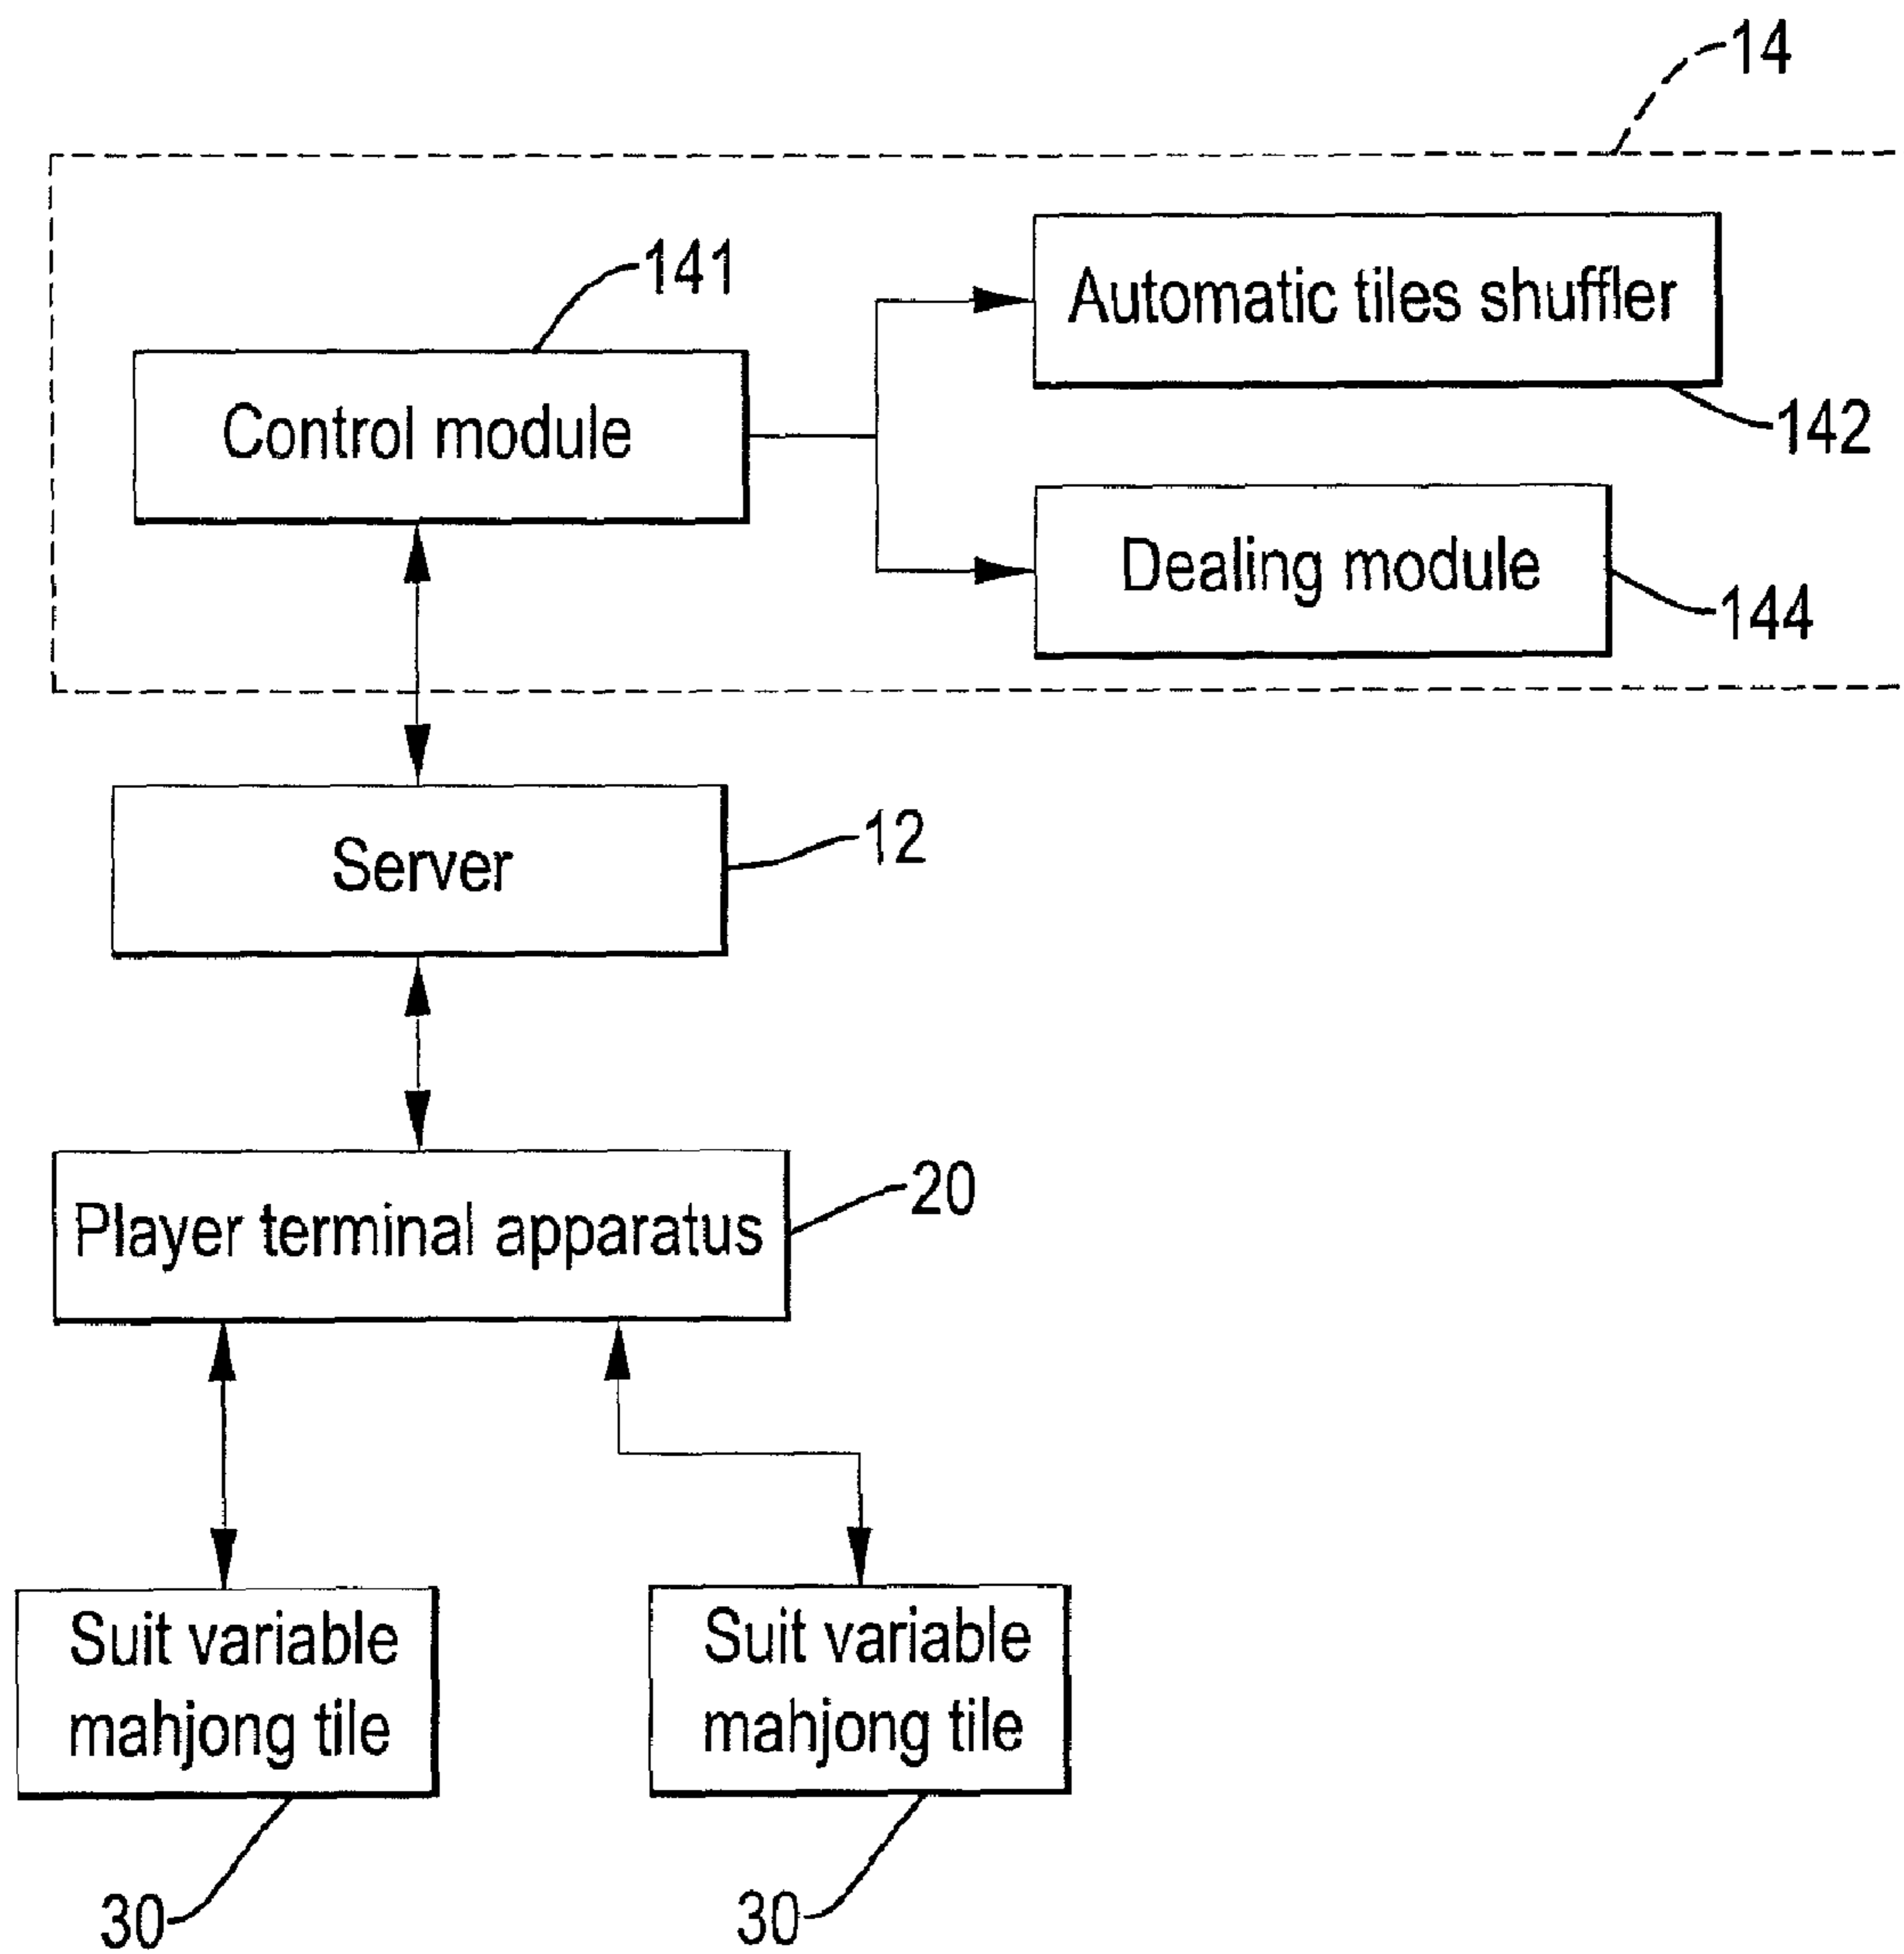 14
141
Automatic tiles shuffler
Control module
142
Dealing module
144
12
Server
20
Player terminal apparatus
Suit variable
mahjong tile
Suit variable
mahjong tile
30
30